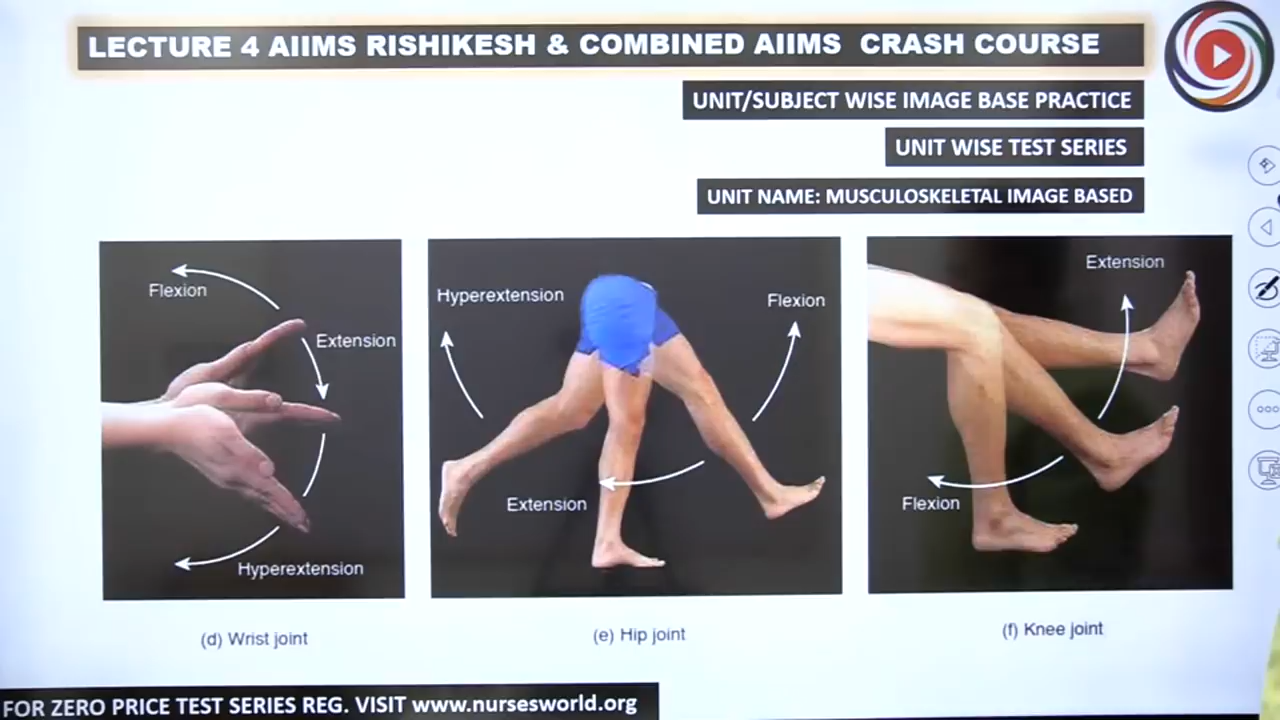 LECTURE 4 AIIMS RISHIKESH & COMBINED AIIMS CRASH COURSE
UNIT/SUBJECT WISE IMAGE BASE PRACTICE
UNIT WISE TEST SERIES
UNIT NAME: MUSCULOSKELETAL IMAGE BASED
Flexion
Extension
Hyperextension
(d) Wrist joint
Hyperextension
Flexion
Extension
(e) Hip joint
Extension
Flexion
(f) Knee joint
FOR ZERO PRICE TEST SERIES REG. VISIT www.nursesworld.org